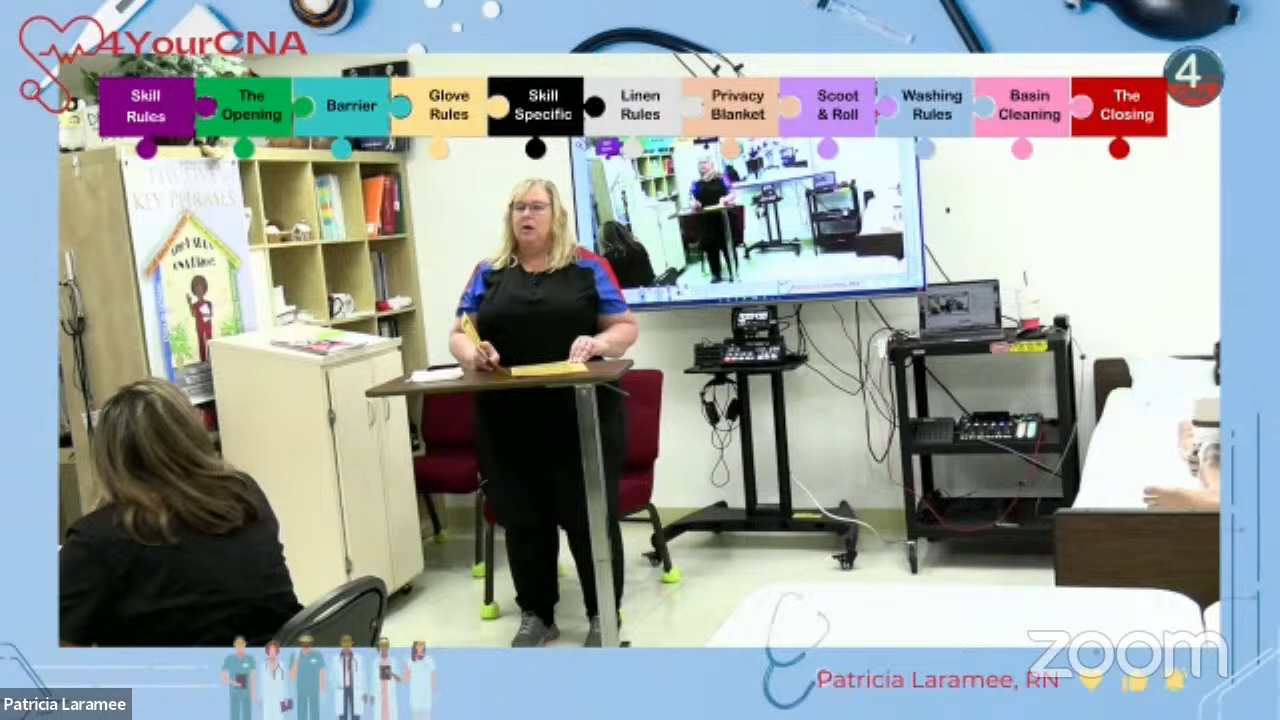 4YourCNA
Skill
Rules
The
Opening
Barrier
Glove
Rules
Skill
Specific
Linen
Rules
Privacy
Blanket
Scoot
& Roll
Washing
Rules
Basin
Cleaning
The
Closing
4
KEY PHRASES
zoom
Patricia Laramee, RN
Patricia Laramee